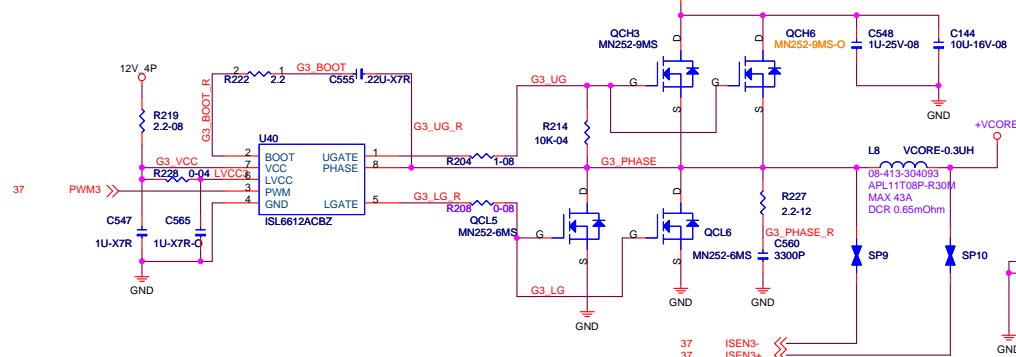 QCH3
MN252-9MS
QCH6
MN252-9MS-O
C548
1U-25V-08
C144
10U-16V-08
D
D
G
G
S
S
GND
12V_4P
2
G3_BOOT
R222
2.2
C555
.22U-X7R
G3_BOOT_R
R219
2.2-08
G3_UG
G3_UG_R
R214
10K-04
+VCORE
U40
G3_VCC
R228
0-04
LVCC3
2
BOOT
UGATE
1
7
VCC
PHASE
8
6
LVCC
3
PWM
4
GND
LGATE
5
ISL6612ACBZ
R204
1-08
G3_PHASE
L8
VCORE-0.3UH
08-413-304093
APL11T08P-R30M
MAX 43A
DCR 0.65mOhm
37
PWM3
G3_LG_R
R208
0-08
QCL5
MN252-6MS
D
D
G
G
S
S
QCL6
MN252-6MS
R227
2.2-12
G3_PHASE_R
C560
3300P
C547
1U-X7R
C565
1U-X7R-O
GND
G3_LG
SP9
SP10
GND
GND
GND
GND
37
ISEN3-
37
ISEN3+